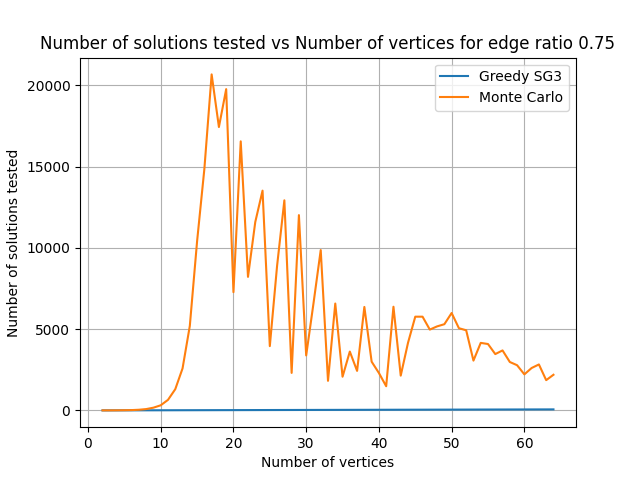 Number of solutions tested vs Number of vertices for edge ratio 0.75
Greedy SG3
Monte Carlo
Number of solutions tested
20000
15000
10000
5000
0
0 10 20 30 40 50 60
Number of vertices